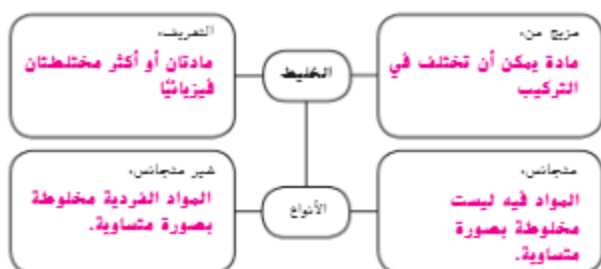 مزيج من:
مادة يمكن أن تختلف في
التركيب
الخليط
التعريف:
مادتان أو أكثر مختلطتان
فيزيائيًّا
متجانس:
المواد فيه ليست
مخلوطة بصورة
متساوية.
الأنواع
غير متجانس:
المواد الفردية مخلوطة
بصورة متساوية.